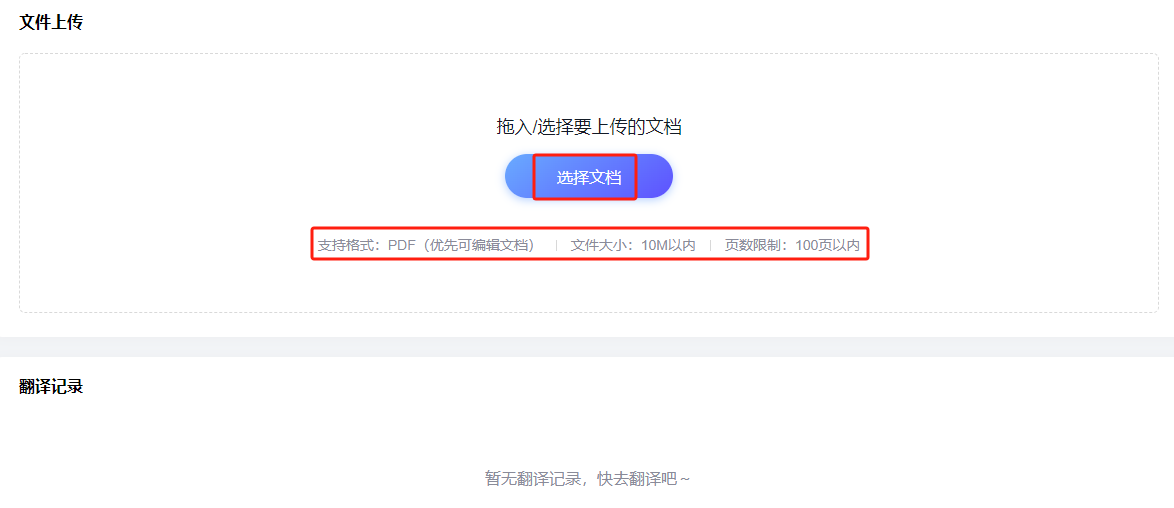 文件上传
拖入/选择要上传的文档
选择文档
支持格式：PDF（优先可编辑文档） | 文件大小：10M以内 | 页数限制：100页以内
翻译记录
暂无翻译记录，快去翻译吧～